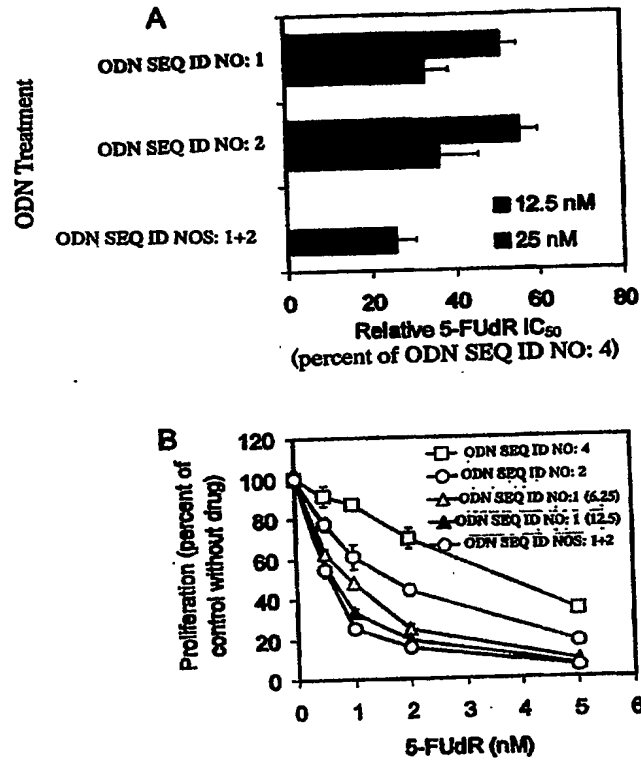 A
ODN Treatment
ODN SEQ ID NO: 1
ODN SEQ ID NO: 2
ODN SEQ ID NOS: 1+2
12.5 nM
25 nM
0 20 40 60 80
Relative 5-FUdR IC50
(percent of ODN SEQ ID NO: 4)
B
Proliferation (percent of
control without drug)
120
100
80
60
40
20
0
ODN SEQ ID NO: 4
ODN SEQ ID NO: 2
ODN SEQ ID NO:1 (6.25)
ODN SEQ ID NO: 1 (12.5)
ODN SEQ ID NOS: 1+2
0 1 2 3 4 5 6
5-FUdR (nM)